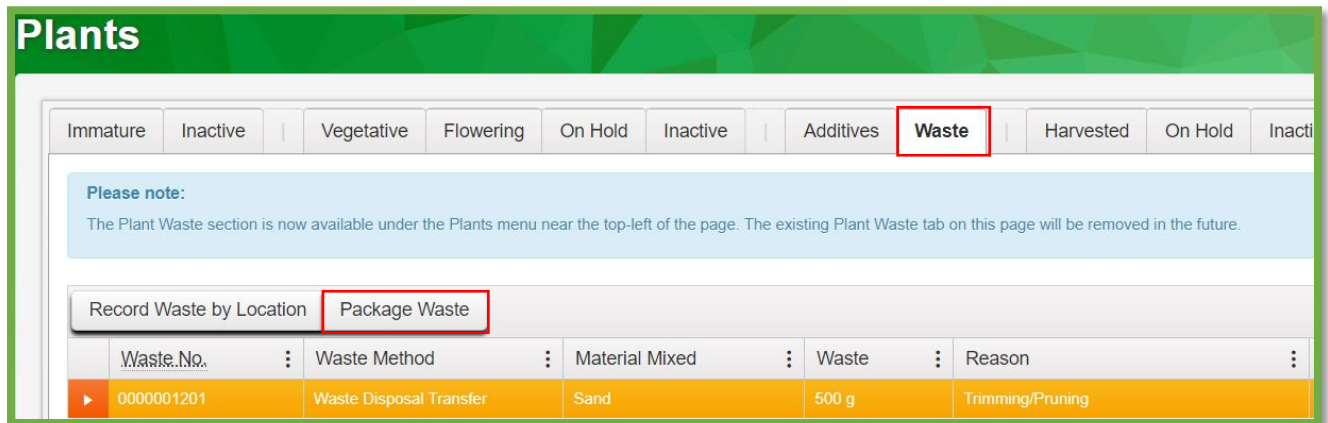 Plants
Immature Inactive | Vegetative Flowering On Hold Inactive | Additives Waste | Harvested On Hold Inacti
Please note:
The Plant Waste section is now available under the Plants menu near the top-left of the page. The existing Plant Waste tab on this page will be removed in the future.
Record Waste by Location Package Waste
Waste No. Waste Method Material Mixed Waste Reason
0000001201 Waste Disposal Transfer Sand 500 g Trimming/Pruning